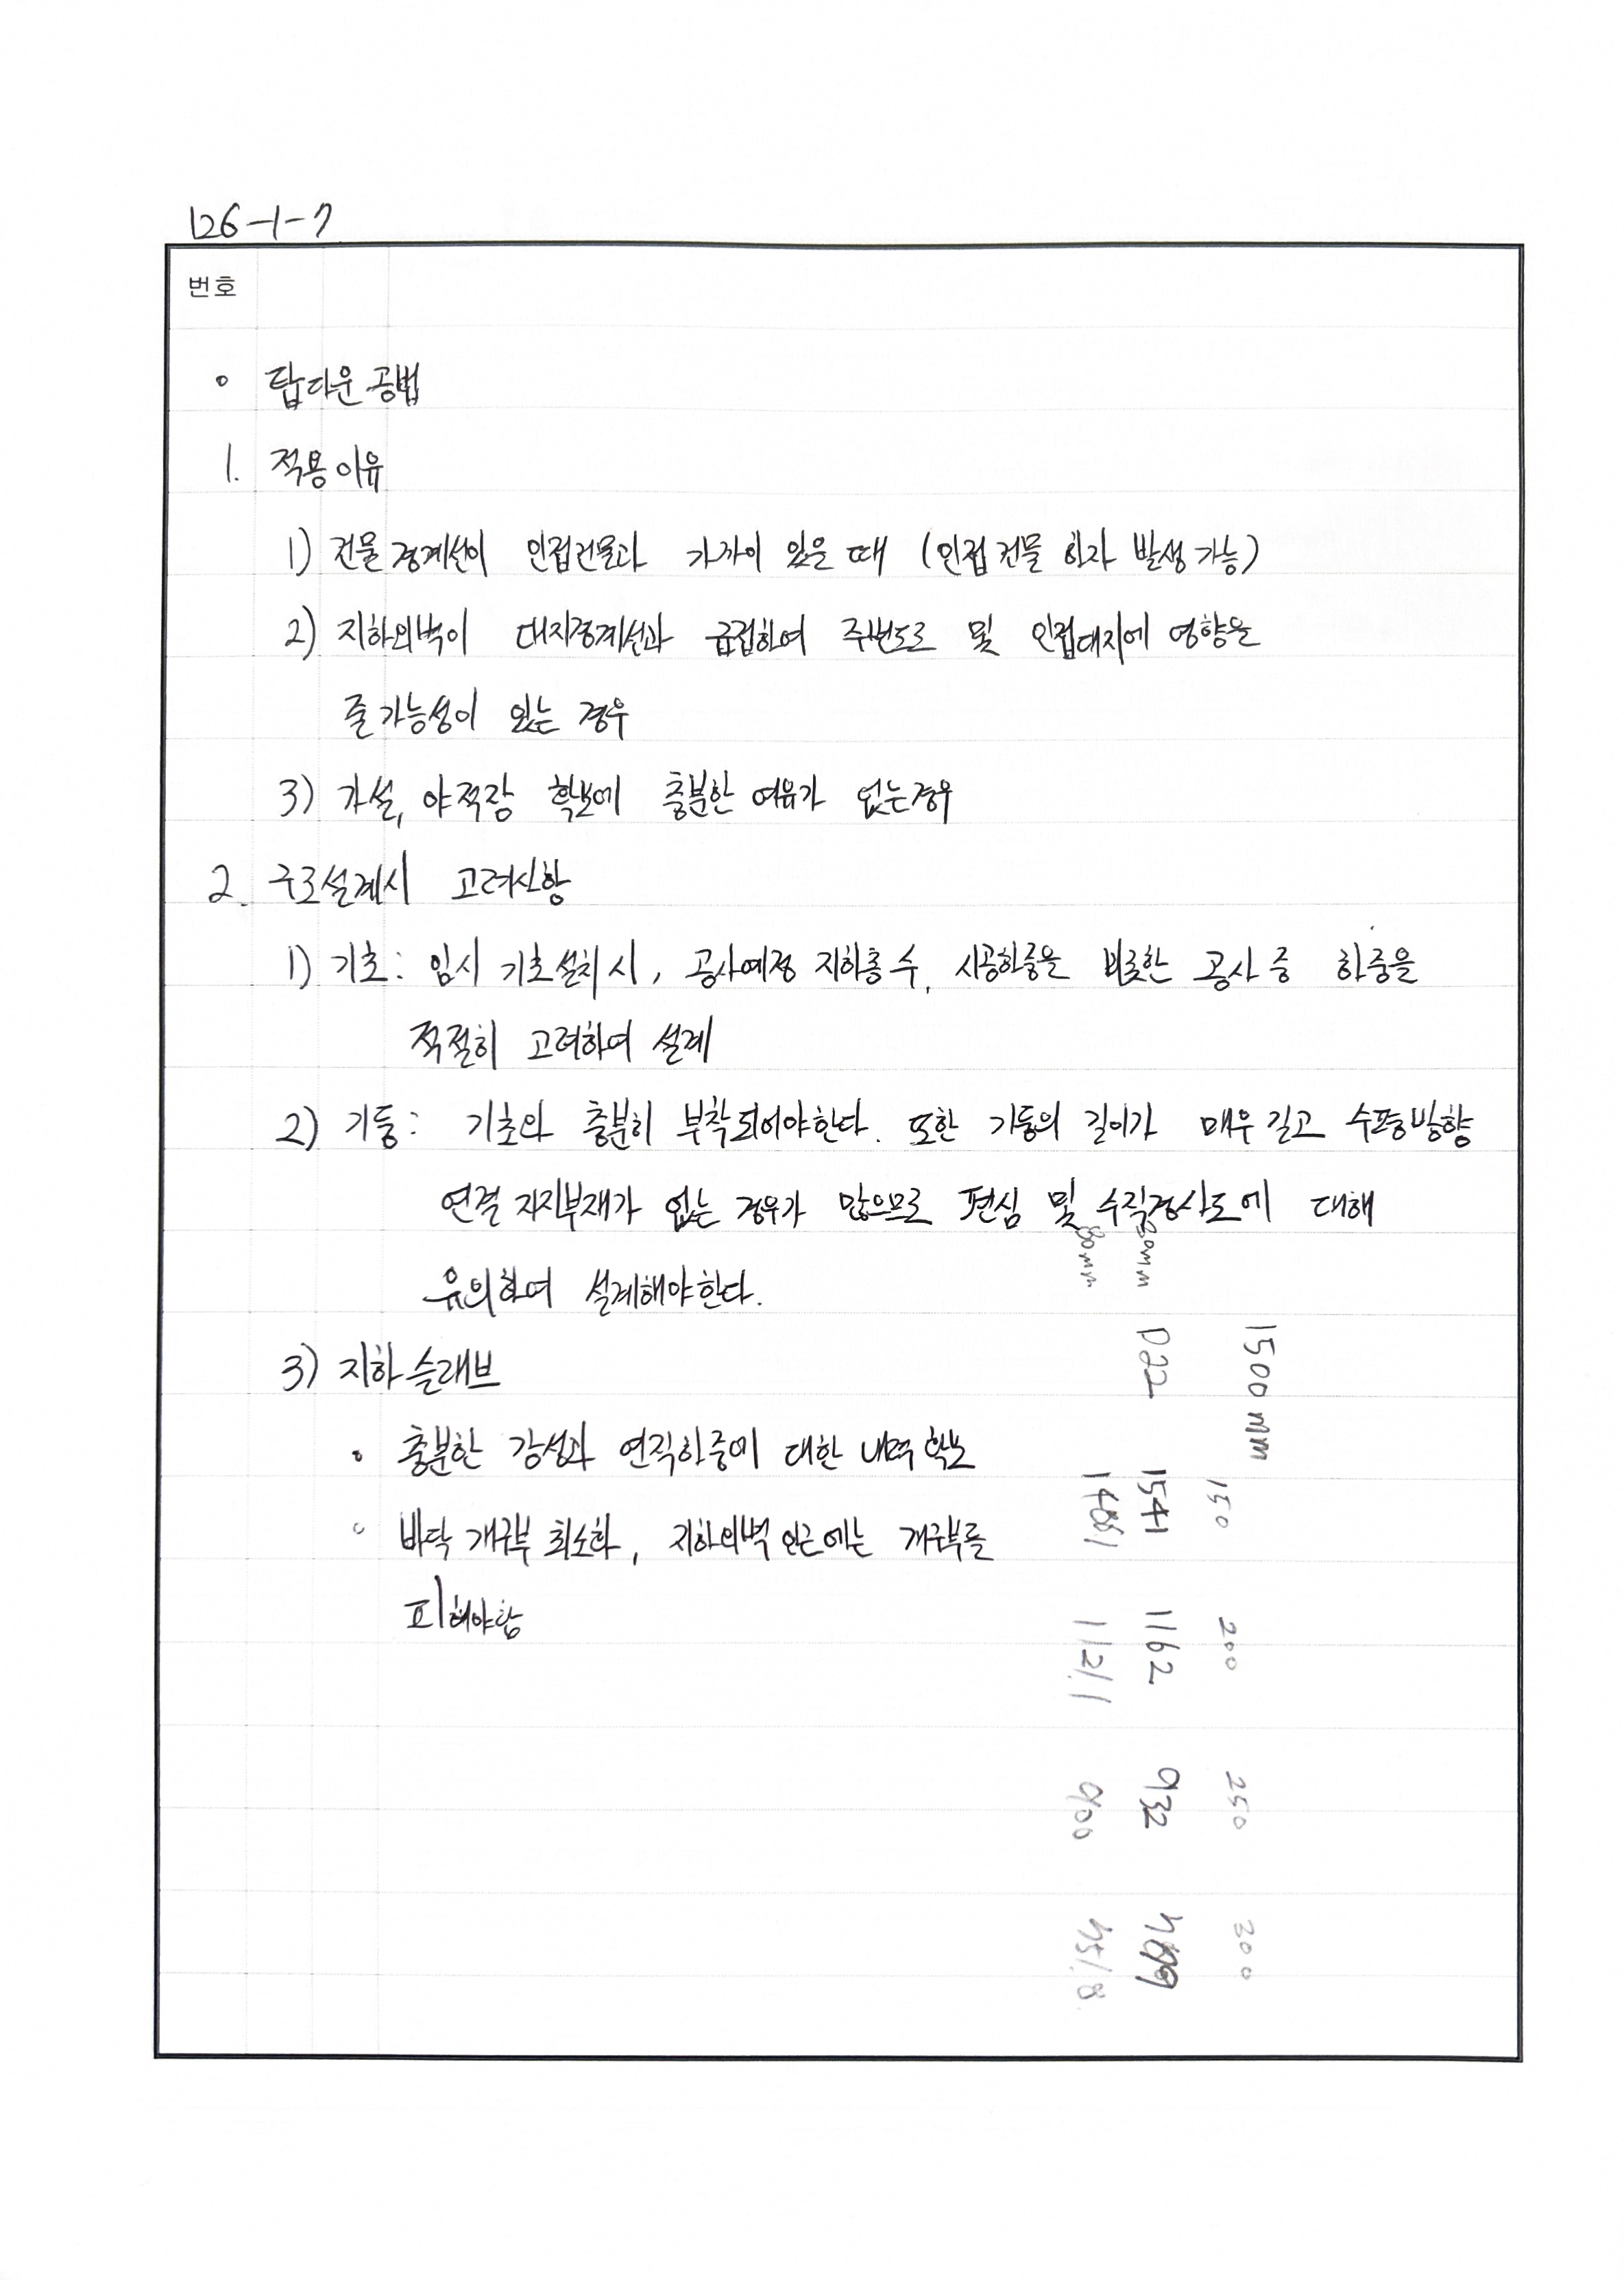 126-1-7
번호
○ 탑다운 공법
1. 적용이유
1) 건물경계선이 인접건물과 가까이 있을 때 (인접건물 하자 발생 가능)
2) 지하외벽이 대지경계선과 근접하여 주변도로 및 인접대지에 영향을
줄 가능성이 있는 경우
3) 가설, 야적장 확보에 충분한 여유가 없는경우
2. 구조설계시 고려사항
1) 기초: 임시 기초설치시, 공사예정 지하층수, 시공하중을 비롯한 공사 중 하중을
적절히 고려하여 설계
2) 기둥: 기초와 충분히 부착되어야한다. 또한 기둥의 길이가 매우 길고 수평방향
연결 지지부재가 없는 경우가 많으므로 편심 및 수직경사도에 대해
유의하여 설계해야한다.
3) 지하 슬래브
∘ 충분한 강성과 연직하중에 대한 내력 확보
∘ 바닥 개구부 최소화, 지하외벽 인근에는 개구부를
피해야함
1500mm
150 200 250 300
80mm D22 1541 1162 932
80mm 1121.1 900